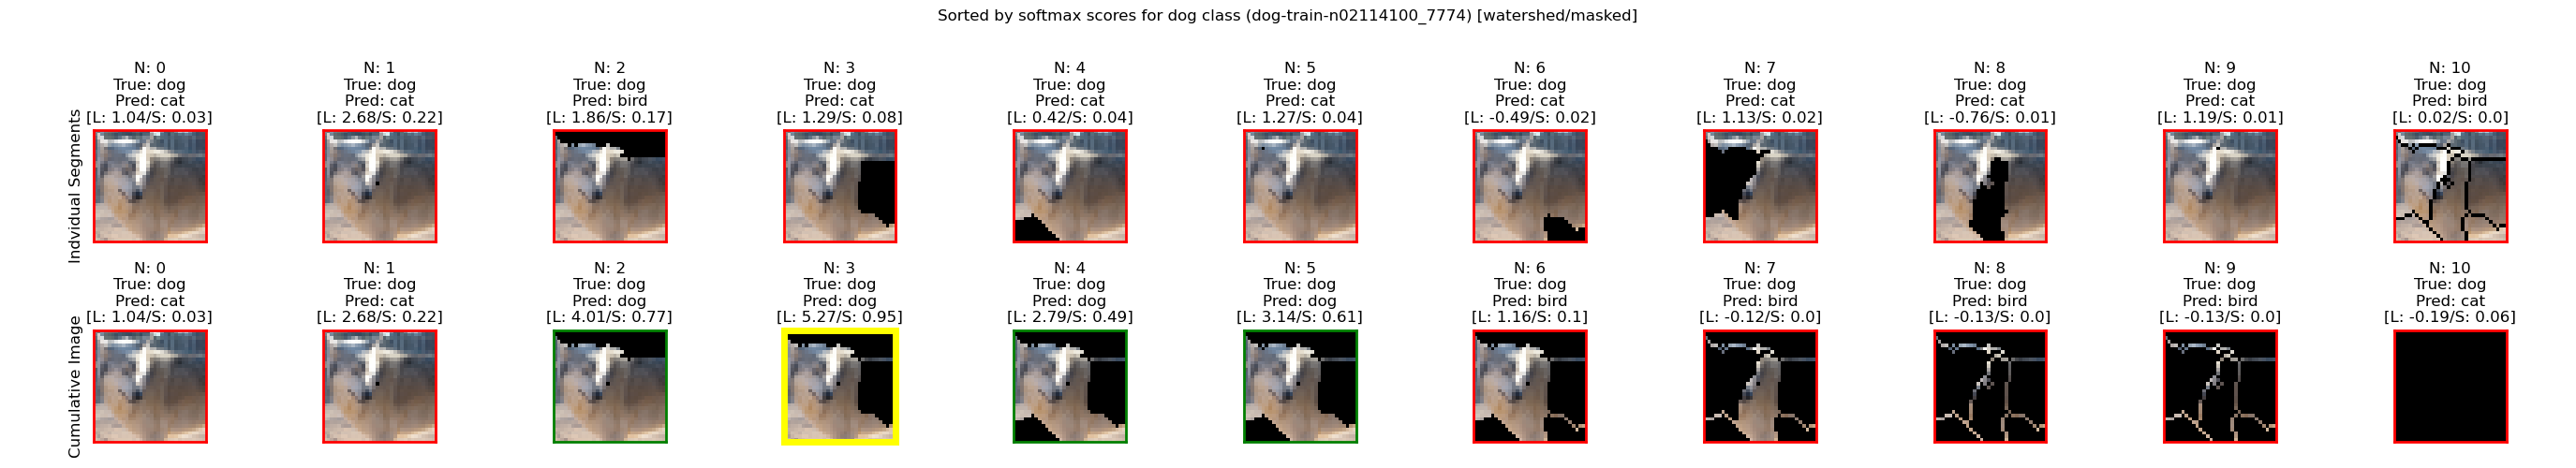 Sorted by softmax scores for dog class (dog-train-n02114100_7774) [watershed/masked]
Indvidual Segments
N: 0
True: dog
Pred: cat
[L: 1.04/S: 0.03]
N: 1
True: dog
Pred: cat
[L: 2.68/S: 0.22]
N: 2
True: dog
Pred: bird
[L: 1.86/S: 0.17]
N: 3
True: dog
Pred: cat
[L: 1.29/S: 0.08]
N: 4
True: dog
Pred: cat
[L: 0.42/S: 0.04]
N: 5
True: dog
Pred: cat
[L: 1.27/S: 0.04]
N: 6
True: dog
Pred: cat
[L: -0.49/S: 0.02]
N: 7
True: dog
Pred: cat
[L: 1.13/S: 0.02]
N: 8
True: dog
Pred: cat
[L: -0.76/S: 0.01]
N: 9
True: dog
Pred: cat
[L: 1.19/S: 0.01]
N: 10
True: dog
Pred: bird
[L: 0.02/S: 0.0]
Cumulative Image
N: 0
True: dog
Pred: cat
[L: 1.04/S: 0.03]
N: 1
True: dog
Pred: cat
[L: 2.68/S: 0.22]
N: 2
True: dog
Pred: dog
[L: 4.01/S: 0.77]
N: 3
True: dog
Pred: dog
[L: 5.27/S: 0.95]
N: 4
True: dog
Pred: dog
[L: 2.79/S: 0.49]
N: 5
True: dog
Pred: dog
[L: 3.14/S: 0.61]
N: 6
True: dog
Pred: bird
[L: 1.16/S: 0.1]
N: 7
True: dog
Pred: bird
[L: -0.12/S: 0.0]
N: 8
True: dog
Pred: bird
[L: -0.13/S: 0.0]
N: 9
True: dog
Pred: bird
[L: -0.13/S: 0.0]
N: 10
True: dog
Pred: cat
[L: -0.19/S: 0.06]